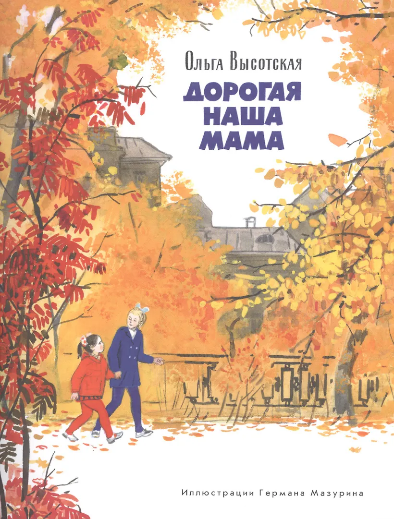 Ольга Высотская
ДОРОГАЯ
НАША
МАМА
Иллюстрации Германа Мазурина